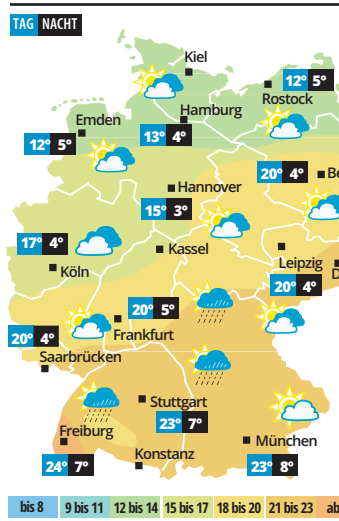 TAG NACHT
Kiel
12° 5°
Rostock
Hamburg
13° 4°
Emden
12° 5°
20° 4°
Be
Hannover
15° 3°
17° 4°
Köln
Kassel
Leipzig
D
20° 4°
20° 5°
Frankfurt
20° 4°
Saarbrücken
Stuttgart
23° 7°
Freiburg
24° 7°
Konstanz
München
23° 8°
bis 8 9 bis 11 12 bis 14 15 bis 17 18 bis 20 21 bis 23 ab